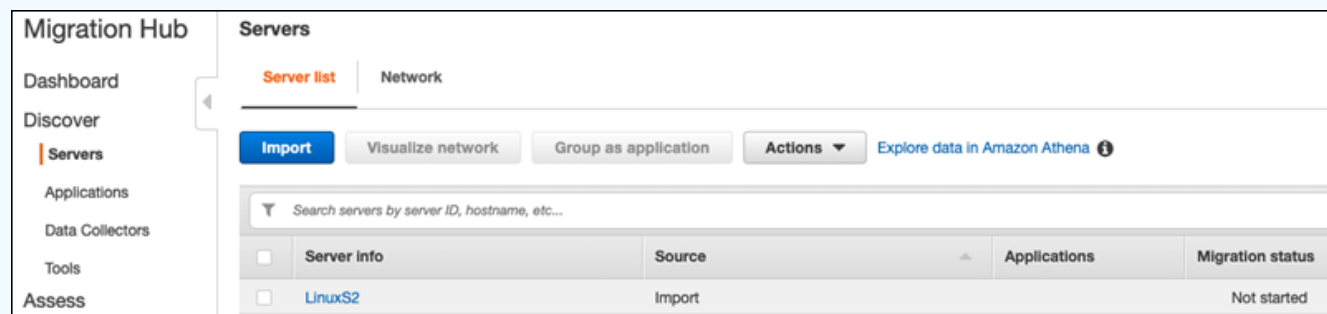 Migration Hub
Dashboard
Discover
Servers
Applications
Data Collectors
Tools
Assess
Servers
Server list Network
Import Visualize network Group as application Actions Explore data in Amazon Athena
Search servers by server ID, hostname, etc...
Server info Source Applications Migration status
LinuxS2 Import Not started